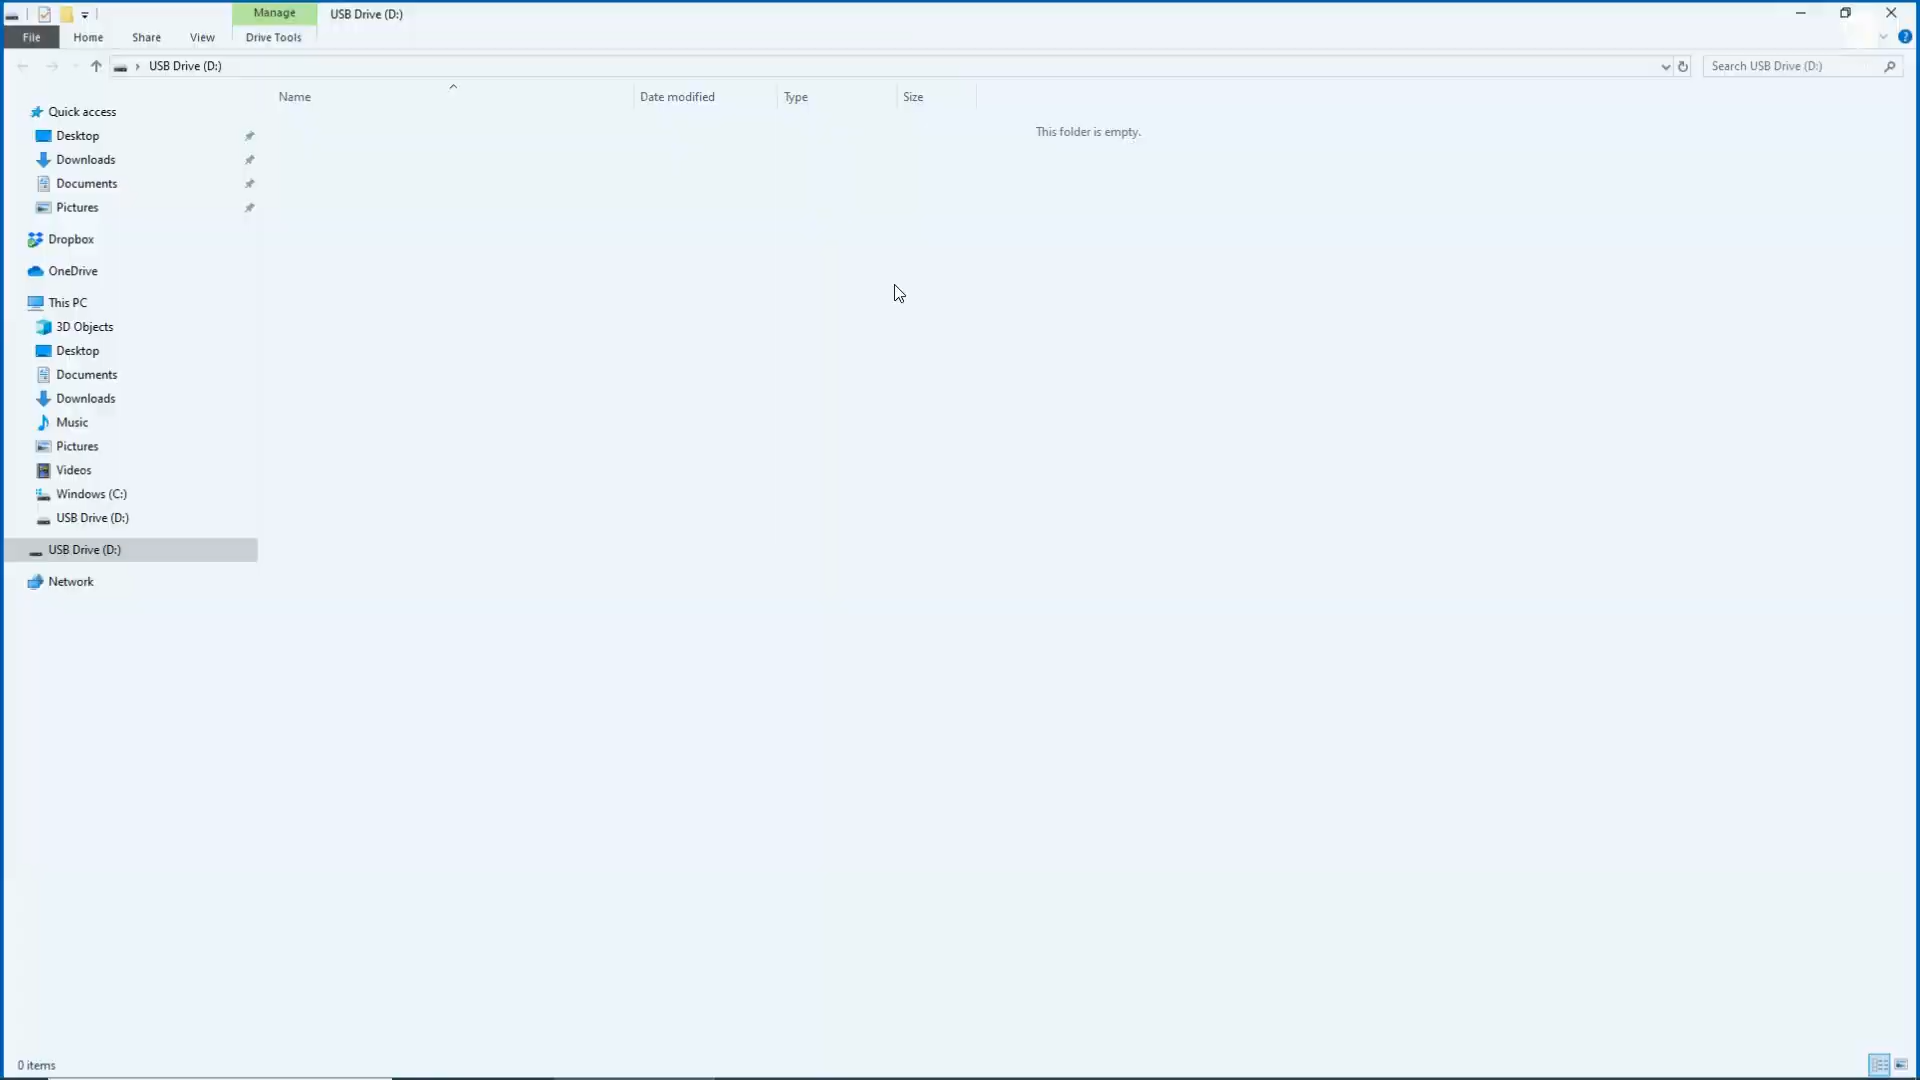 Manage
USB Drive (D:)
File
Home
Share
View
Drive Tools
USB Drive (D:)
Search USB Drive (D:)
Name
Date modified
Type
Size
This folder is empty.
Quick access
Desktop
Downloads
Documents
Pictures
Dropbox
OneDrive
This PC
3D Objects
Desktop
Documents
Downloads
Music
Pictures
Videos
Windows (C:)
USB Drive (D:)
USB Drive (D:)
Network
0 items